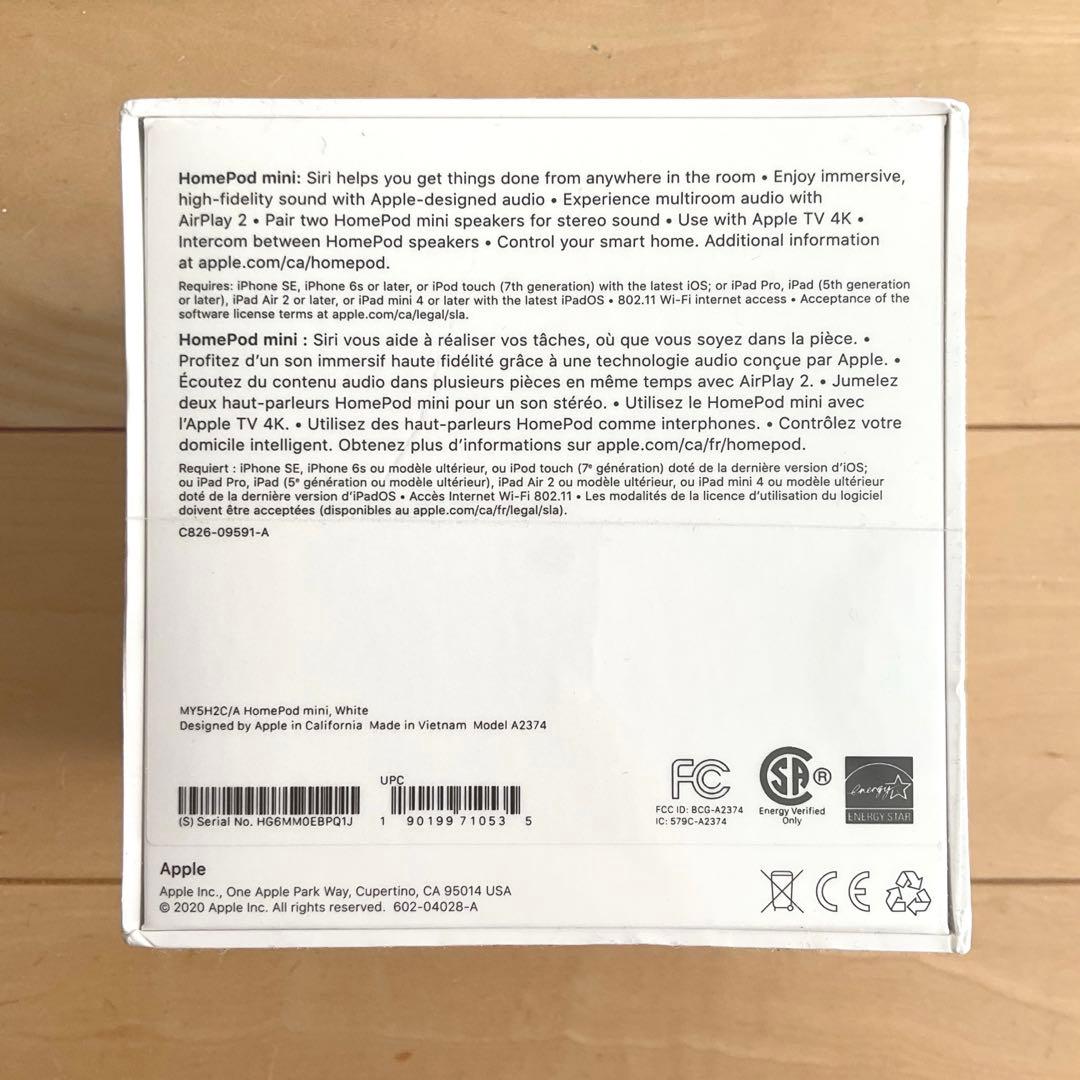 HomePod mini: Siri helps you get things done from anywhere in the room • Enjoy immersive,
high-fidelity sound with Apple-designed audio • Experience multiroom audio with
AirPlay 2 • Pair two HomePod mini speakers for stereo sound • Use with Apple TV 4K •
Intercom between HomePod speakers • Control your smart home. Additional information
at apple.com/ca/homepod.
Requires: iPhone SE, iPhone 6s or later, or iPod touch (7th generation) with the latest iOS; or iPad Pro, iPad (5th generation
or later), iPad Air 2 or later, or iPad mini 4 or later with the latest iPadOS • 802.11 Wi-Fi internet access • Acceptance of the
software license terms at apple.com/ca/legal/sla.
HomePod mini : Siri vous aide à réaliser vos tâches, où que vous soyez dans la pièce. •
Profitez d’un son immersif haute fidélité grâce à une technologie audio conçue par Apple. •
Écoutez du contenu audio dans plusieurs pièces en même temps avec AirPlay 2. • Jumelez
deux haut-parleurs HomePod mini pour un son stéréo. • Utilisez le HomePod mini avec
l’Apple TV 4K. • Utilisez des haut-parleurs HomePod comme interphones. • Contrôlez votre
domicile intelligent. Obtenez plus d’informations sur apple.com/ca/fr/homepod.
Requiert : iPhone SE, iPhone 6s ou modèle ultérieur, ou iPod touch (7ᵉ génération) doté de la dernière version d’iOS;
ou iPad Pro, iPad (5ᵉ génération ou modèle ultérieur), iPad Air 2 ou modèle ultérieur, ou iPad mini 4 ou modèle ultérieur
doté de la dernière version d’iPadOS • Accès Internet Wi-Fi 802.11 • Les modalités de la licence d’utilisation du logiciel
doivent être acceptées (disponibles au apple.com/ca/fr/legal/sla).
C826-09591-A
MY5H2C/A HomePod mini, White
Designed by Apple in California Made in Vietnam Model A2374
UPC
(S) Serial No. HG6MM0EBPQ1J
1 90199 71053 5
FC
FCC ID: BCG-A2374
IC: 579C-A2374
SA ®
Energy Verified
Only
energy
ENERGY STAR
Apple
Apple Inc., One Apple Park Way, Cupertino, CA 95014 USA
© 2020 Apple Inc. All rights reserved. 602-04028-A
CE